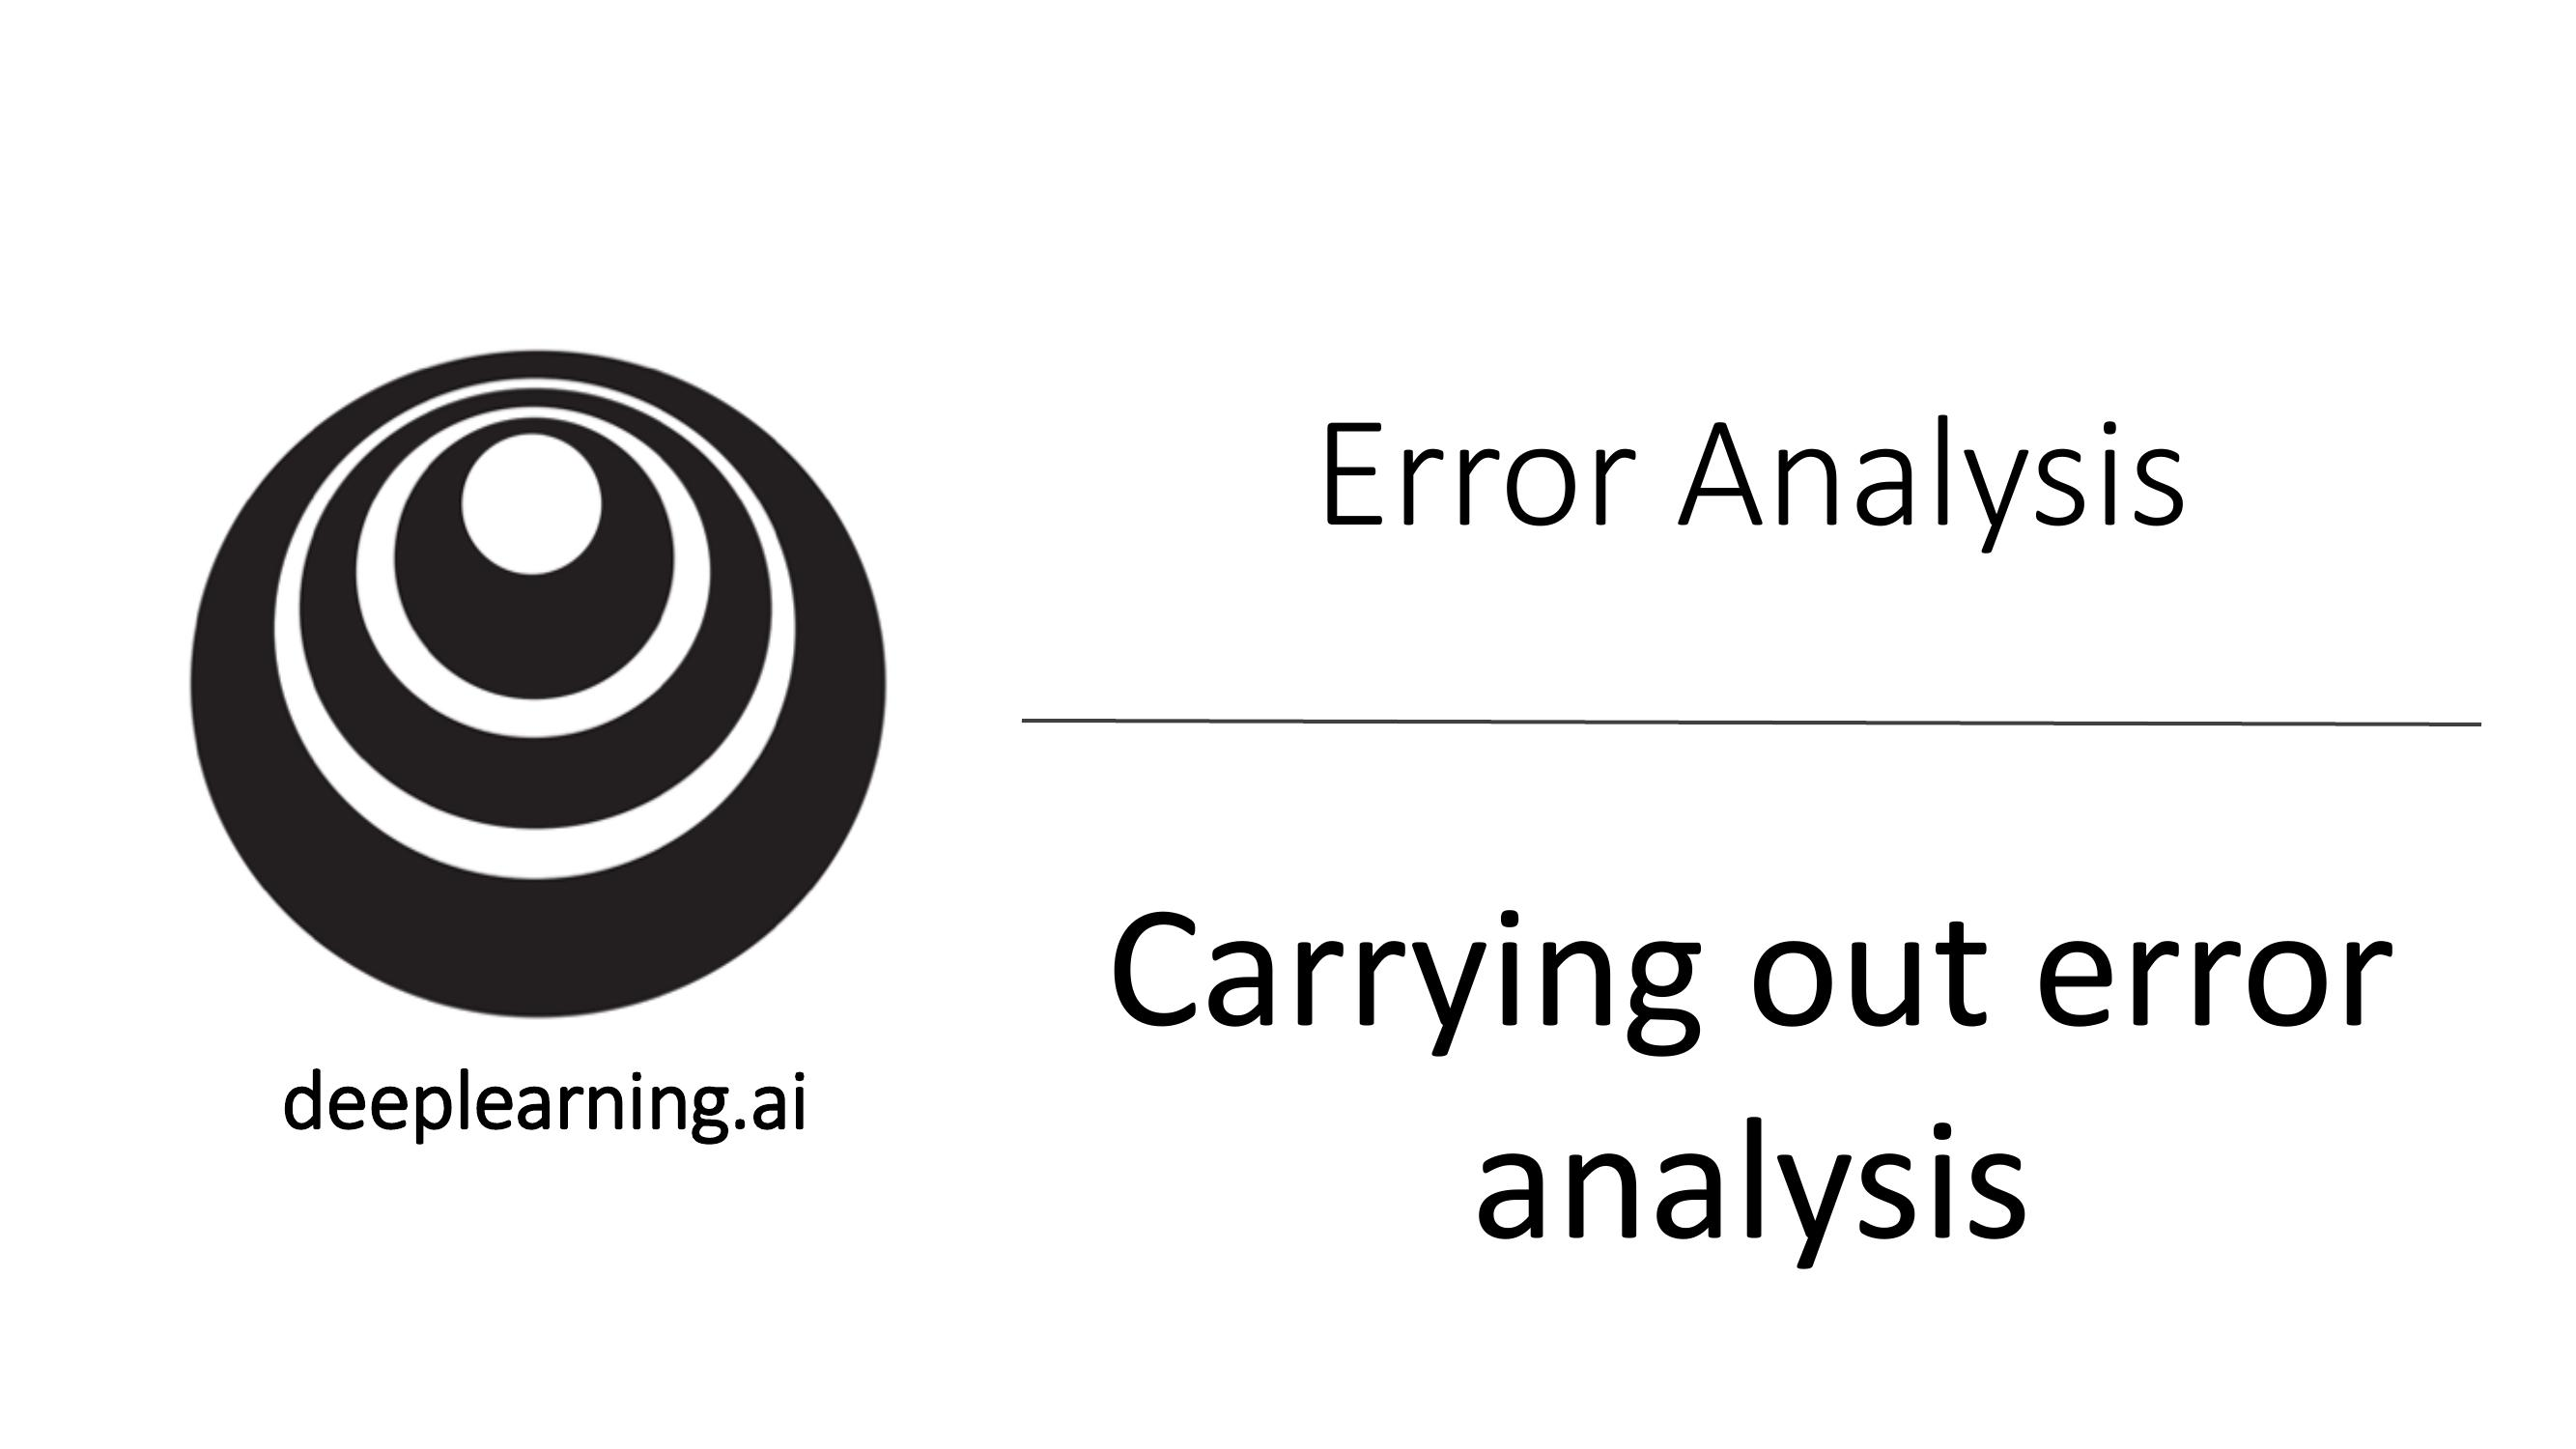 Error Analysis
Carrying out error
analysis
deeplearning.ai